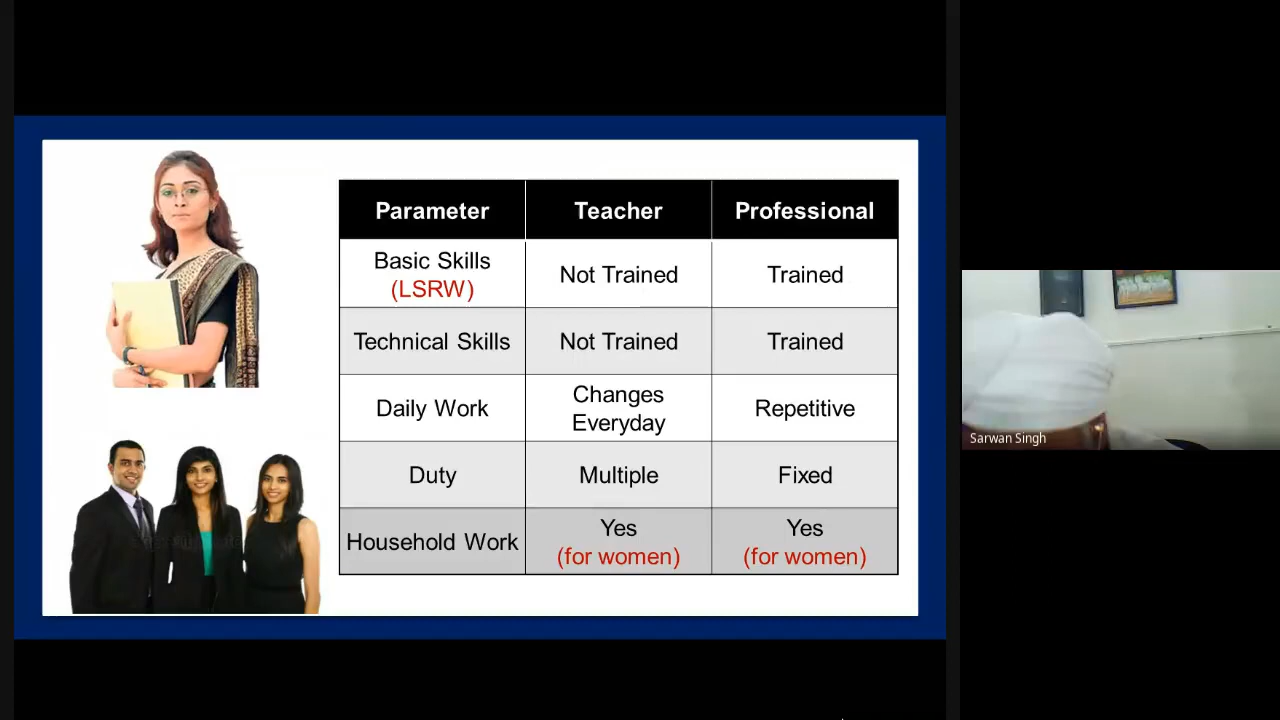 Parameter Teacher Professional
Basic Skills
(LSRW)
Not Trained Trained
Technical Skills Not Trained Trained
Daily Work
Changes
Everyday
Repetitive
Duty Multiple Fixed
Household Work
Yes
(for women)
Yes
(for women)
Sarwan Singh